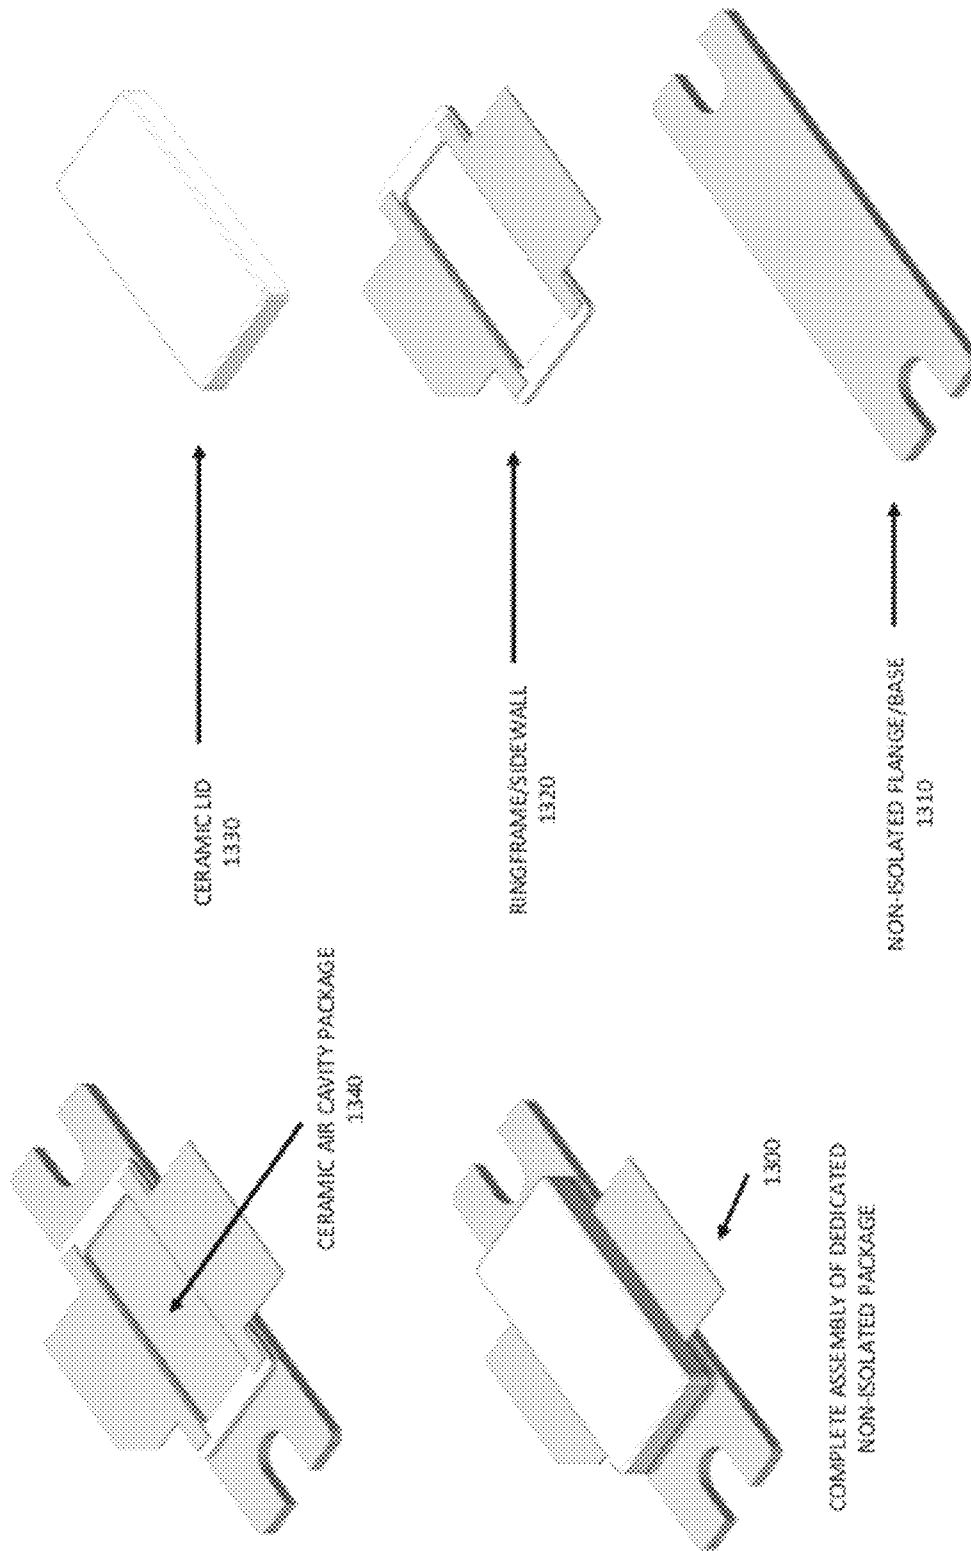 CERAMIC AIR CAVITY PACKAGE
1340
CERAMIC LID
1330
RINGFRAME/SIDEWALL
1320
1300
COMPLETE ASSEMBLY OF DEDICATED
NON-ISOLATED PACKAGE
NON-ISOLATED FLANGE/BASE
1310